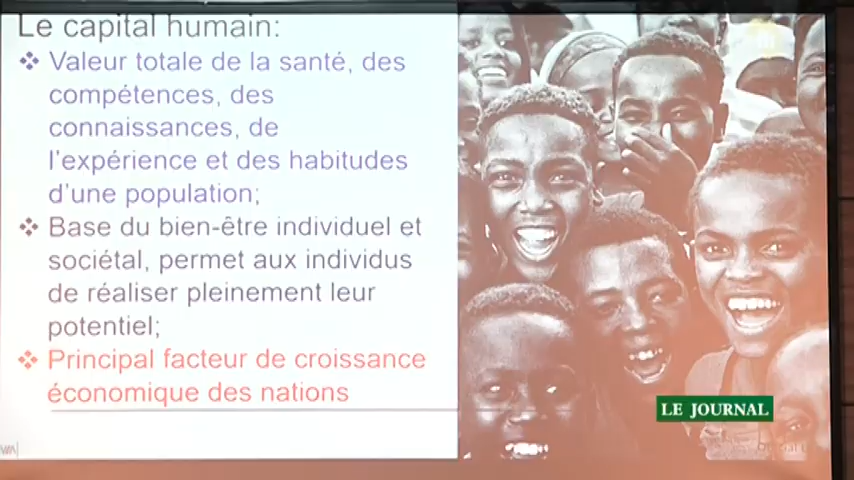 Le capital humain:
❖ Valeur totale de la santé, des
compétences, des
connaissances, de
l'expérience et des habitudes
d'une population;
❖ Base du bien-être individuel et
sociétal, permet aux individus
de réaliser pleinement leur
potentiel;
❖ Principal facteur de croissance
économique des nations
LE JOURNAL